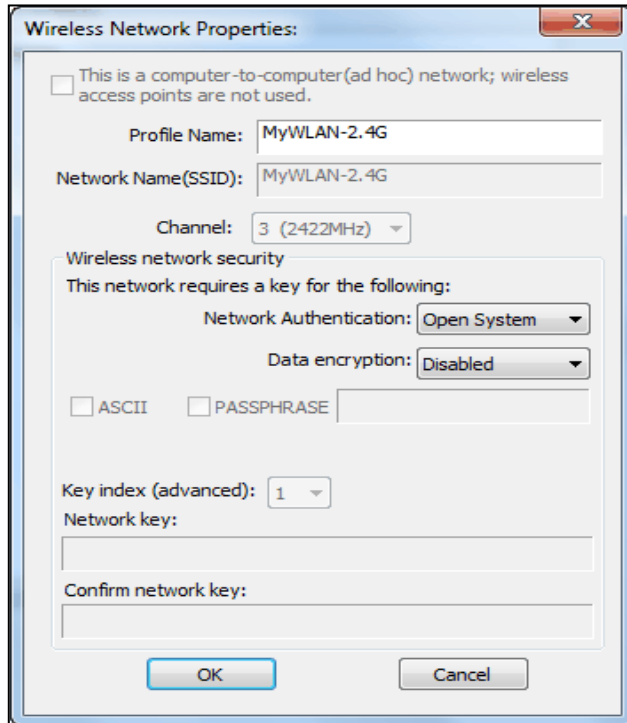 Wireless Network Properties:
This is a computer-to-computer(ad hoc) network; wireless
access points are not used.
Profile Name: MyWLAN-2.4G
Network Name(SSID): MyWLAN-2.4G
Channel: 3 (2422MHz)
Wireless network security
This network requires a key for the following:
Network Authentication: Open System
Data encryption: Disabled
ASCII PASSPHRASE
Key index (advanced): 1
Network key:
Confirm network key:
OK Cancel